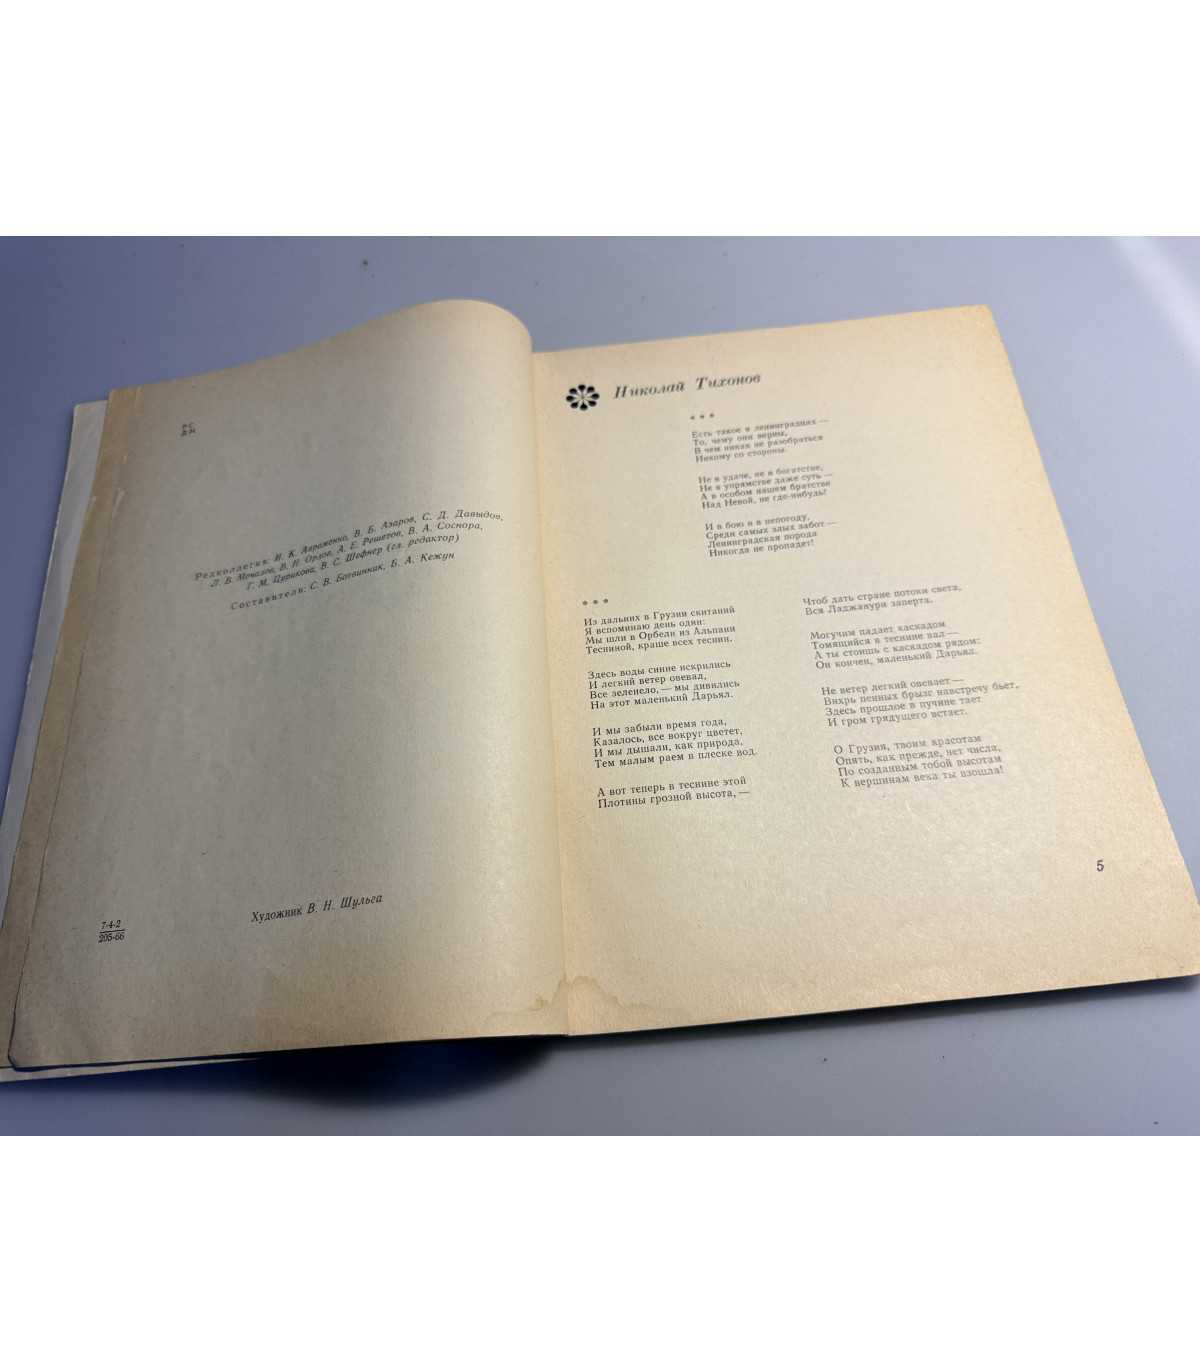 РС
ДН
Редколлегия: И. К. Авраменко, В. Б. Азаров, С. Д. Давыдов,
Л. В. Мочалов, В. Н. Орлов, А. Е. Решетов, В. А. Соснора,
Г. М. Цурикова, В. С. Шефнер (гл. редактор)
Составители: С. В. Ботвинник, Б. А. Кежун
Художник В. Н. Шульга
7-4-2
205-66
Николай Тихонов
* * *
Есть такое в ленинградцах —
То, чему они верны,
В чем никак не разобраться
Никому со стороны.
Не в удаче, не в богатстве,
Не в упрямстве даже суть —
А в особом нашем братстве
Над Невой, не где-нибудь!
И в бою и в непогоду,
Среди самых злых забот —
Ленинградская порода
Никогда не пропадет!
* * *
Из дальних в Грузии скитаний
Я вспоминаю день один:
Мы шли в Орбели из Альпани
Тесниной, краше всех теснин.
Здесь воды синие искрились
И легкий ветер овевал,
Все зеленело, — мы дивились
На этот маленький Дарьял.
И мы забыли время года,
Казалось, все вокруг цветет,
И мы дышали, как природа,
Тем малым раем в плеске вод.
А вот теперь в теснине этой
Плотины грозной высота, —
Чтоб дать стране потоки света,
Вся Ладжанури заперта.
Могучим падает каскадом
Томящийся в теснине вал —
А ты стоишь с каскадом рядом:
Он кончен, маленький Дарьял.
Не ветер легкий овевает —
Вихрь пенных брызг навстречу бьет,
Здесь прошлое в пучине тает
И гром грядущего встает.
О Грузия, твоим красотам
Опять, как прежде, нет числа,
По созданным тобой высотам
К вершинам века ты взошла!
5